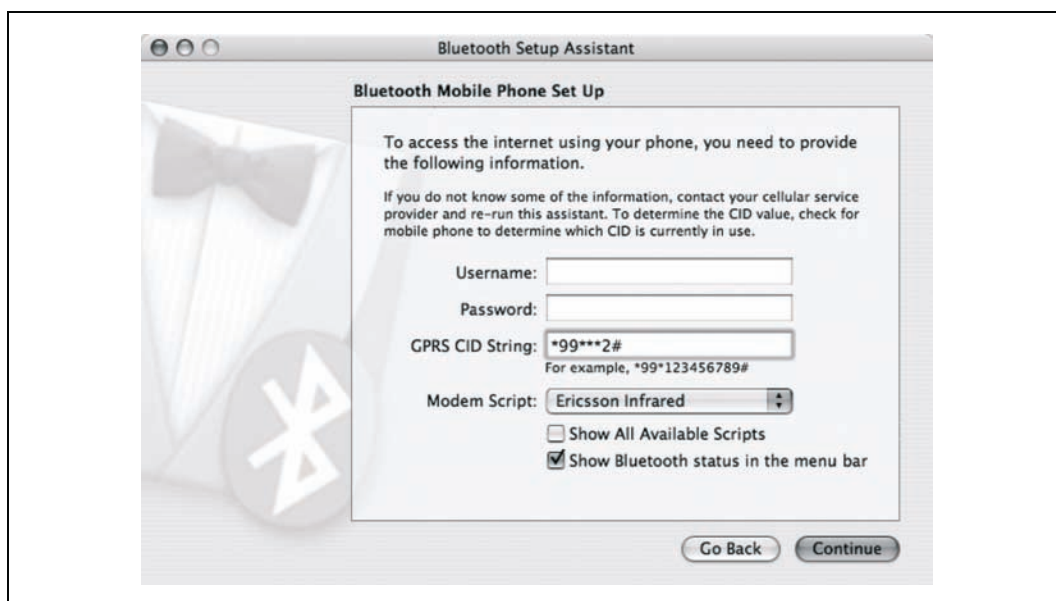 Bluetooth Setup Assistant
Bluetooth Mobile Phone Set Up
To access the internet using your phone, you need to provide
the following information.
If you do not know some of the information, contact your cellular service
provider and re-run this assistant. To determine the CID value, check for
mobile phone to determine which CID is currently in use.
Username:
Password:
GPRS CID String: *99***2#
For example, *99*123456789#
Modem Script: Ericsson Infrared
Show All Available Scripts
Show Bluetooth status in the menu bar
Go Back Continue